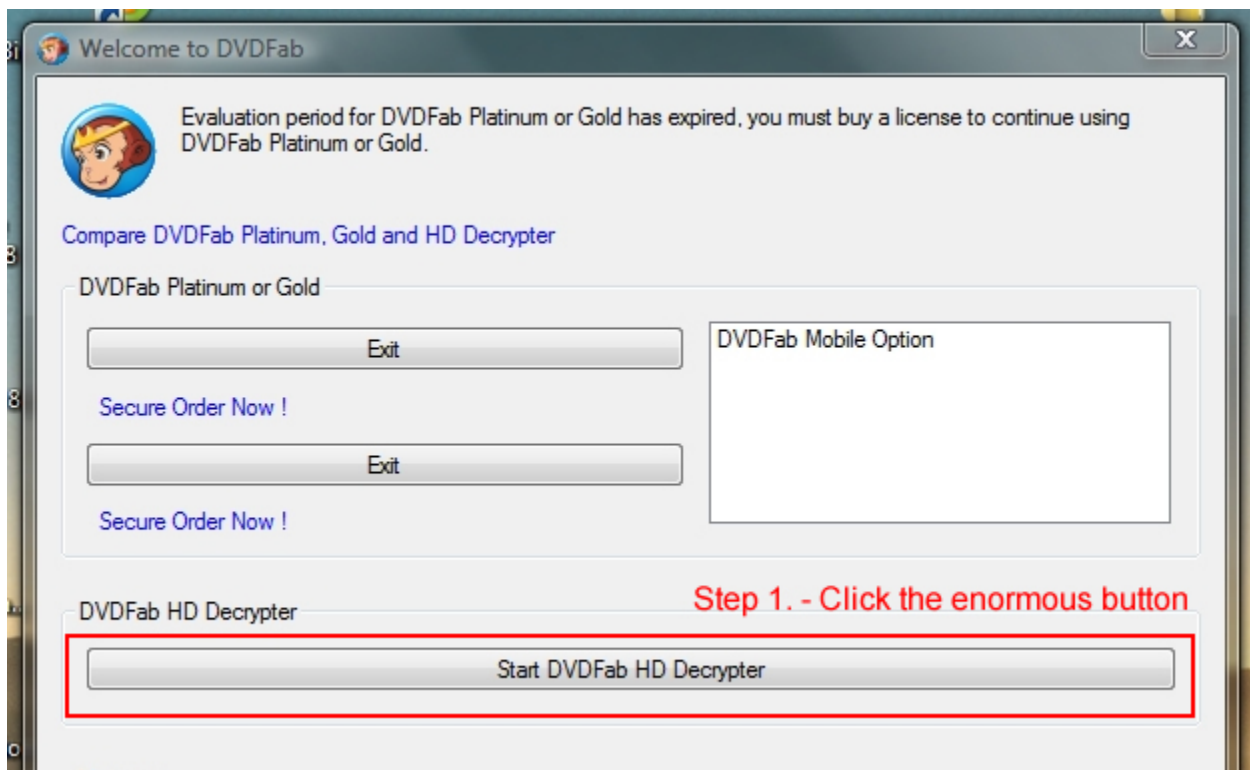 Welcome to DVDFab
Evaluation period for DVDFab Platinum or Gold has expired, you must buy a license to continue using
DVDFab Platinum or Gold.
Compare DVDFab Platinum, Gold and HD Decrypter
DVDFab Platinum or Gold
Exit
DVDFab Mobile Option
Secure Order Now !
Exit
Secure Order Now !
Step 1. - Click the enormous button
DVDFab HD Decrypter
Start DVDFab HD Decrypter